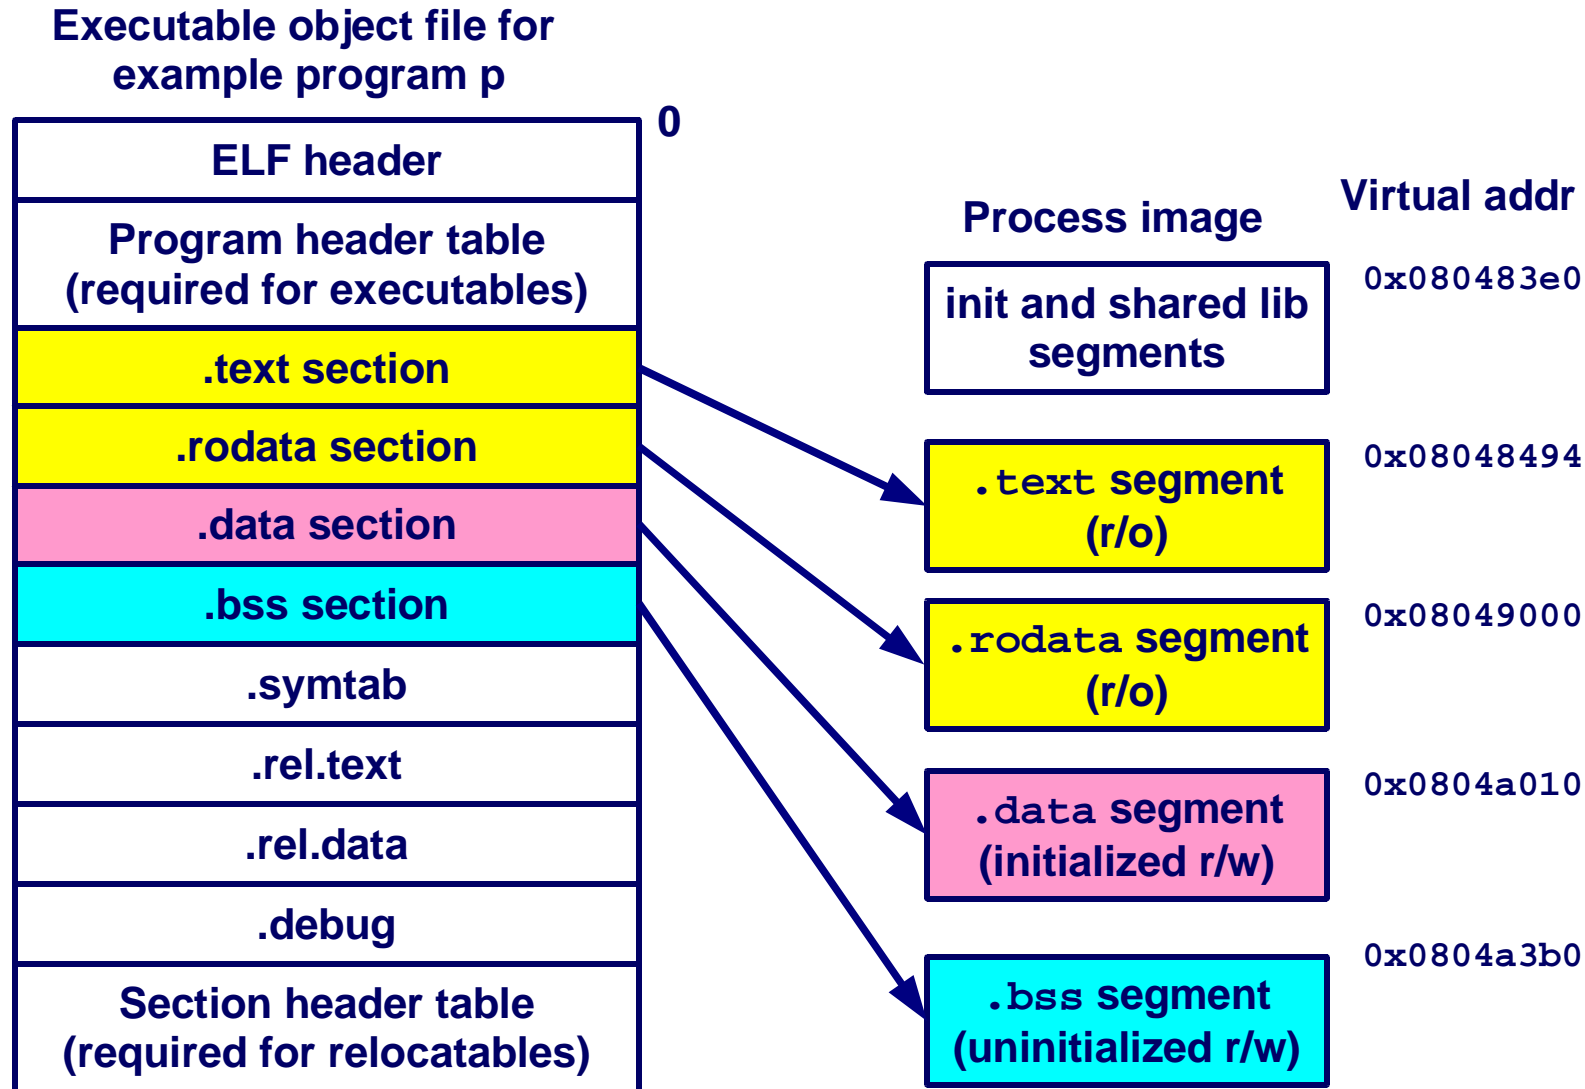 Executable object file for
example program p
0
ELF header
Program header table
(required for executables)
.text section
.rodata section
.data section
.bss section
.symtab
.rel.text
.rel.data
.debug
Section header table
(required for relocatables)
Process image
Virtual addr
init and shared lib
segments
0x080483e0
.text segment
(r/o)
0x08048494
.rodata segment
(r/o)
0x08049000
.data segment
(initialized r/w)
0x0804a010
.bss segment
(uninitialized r/w)
0x0804a3b0